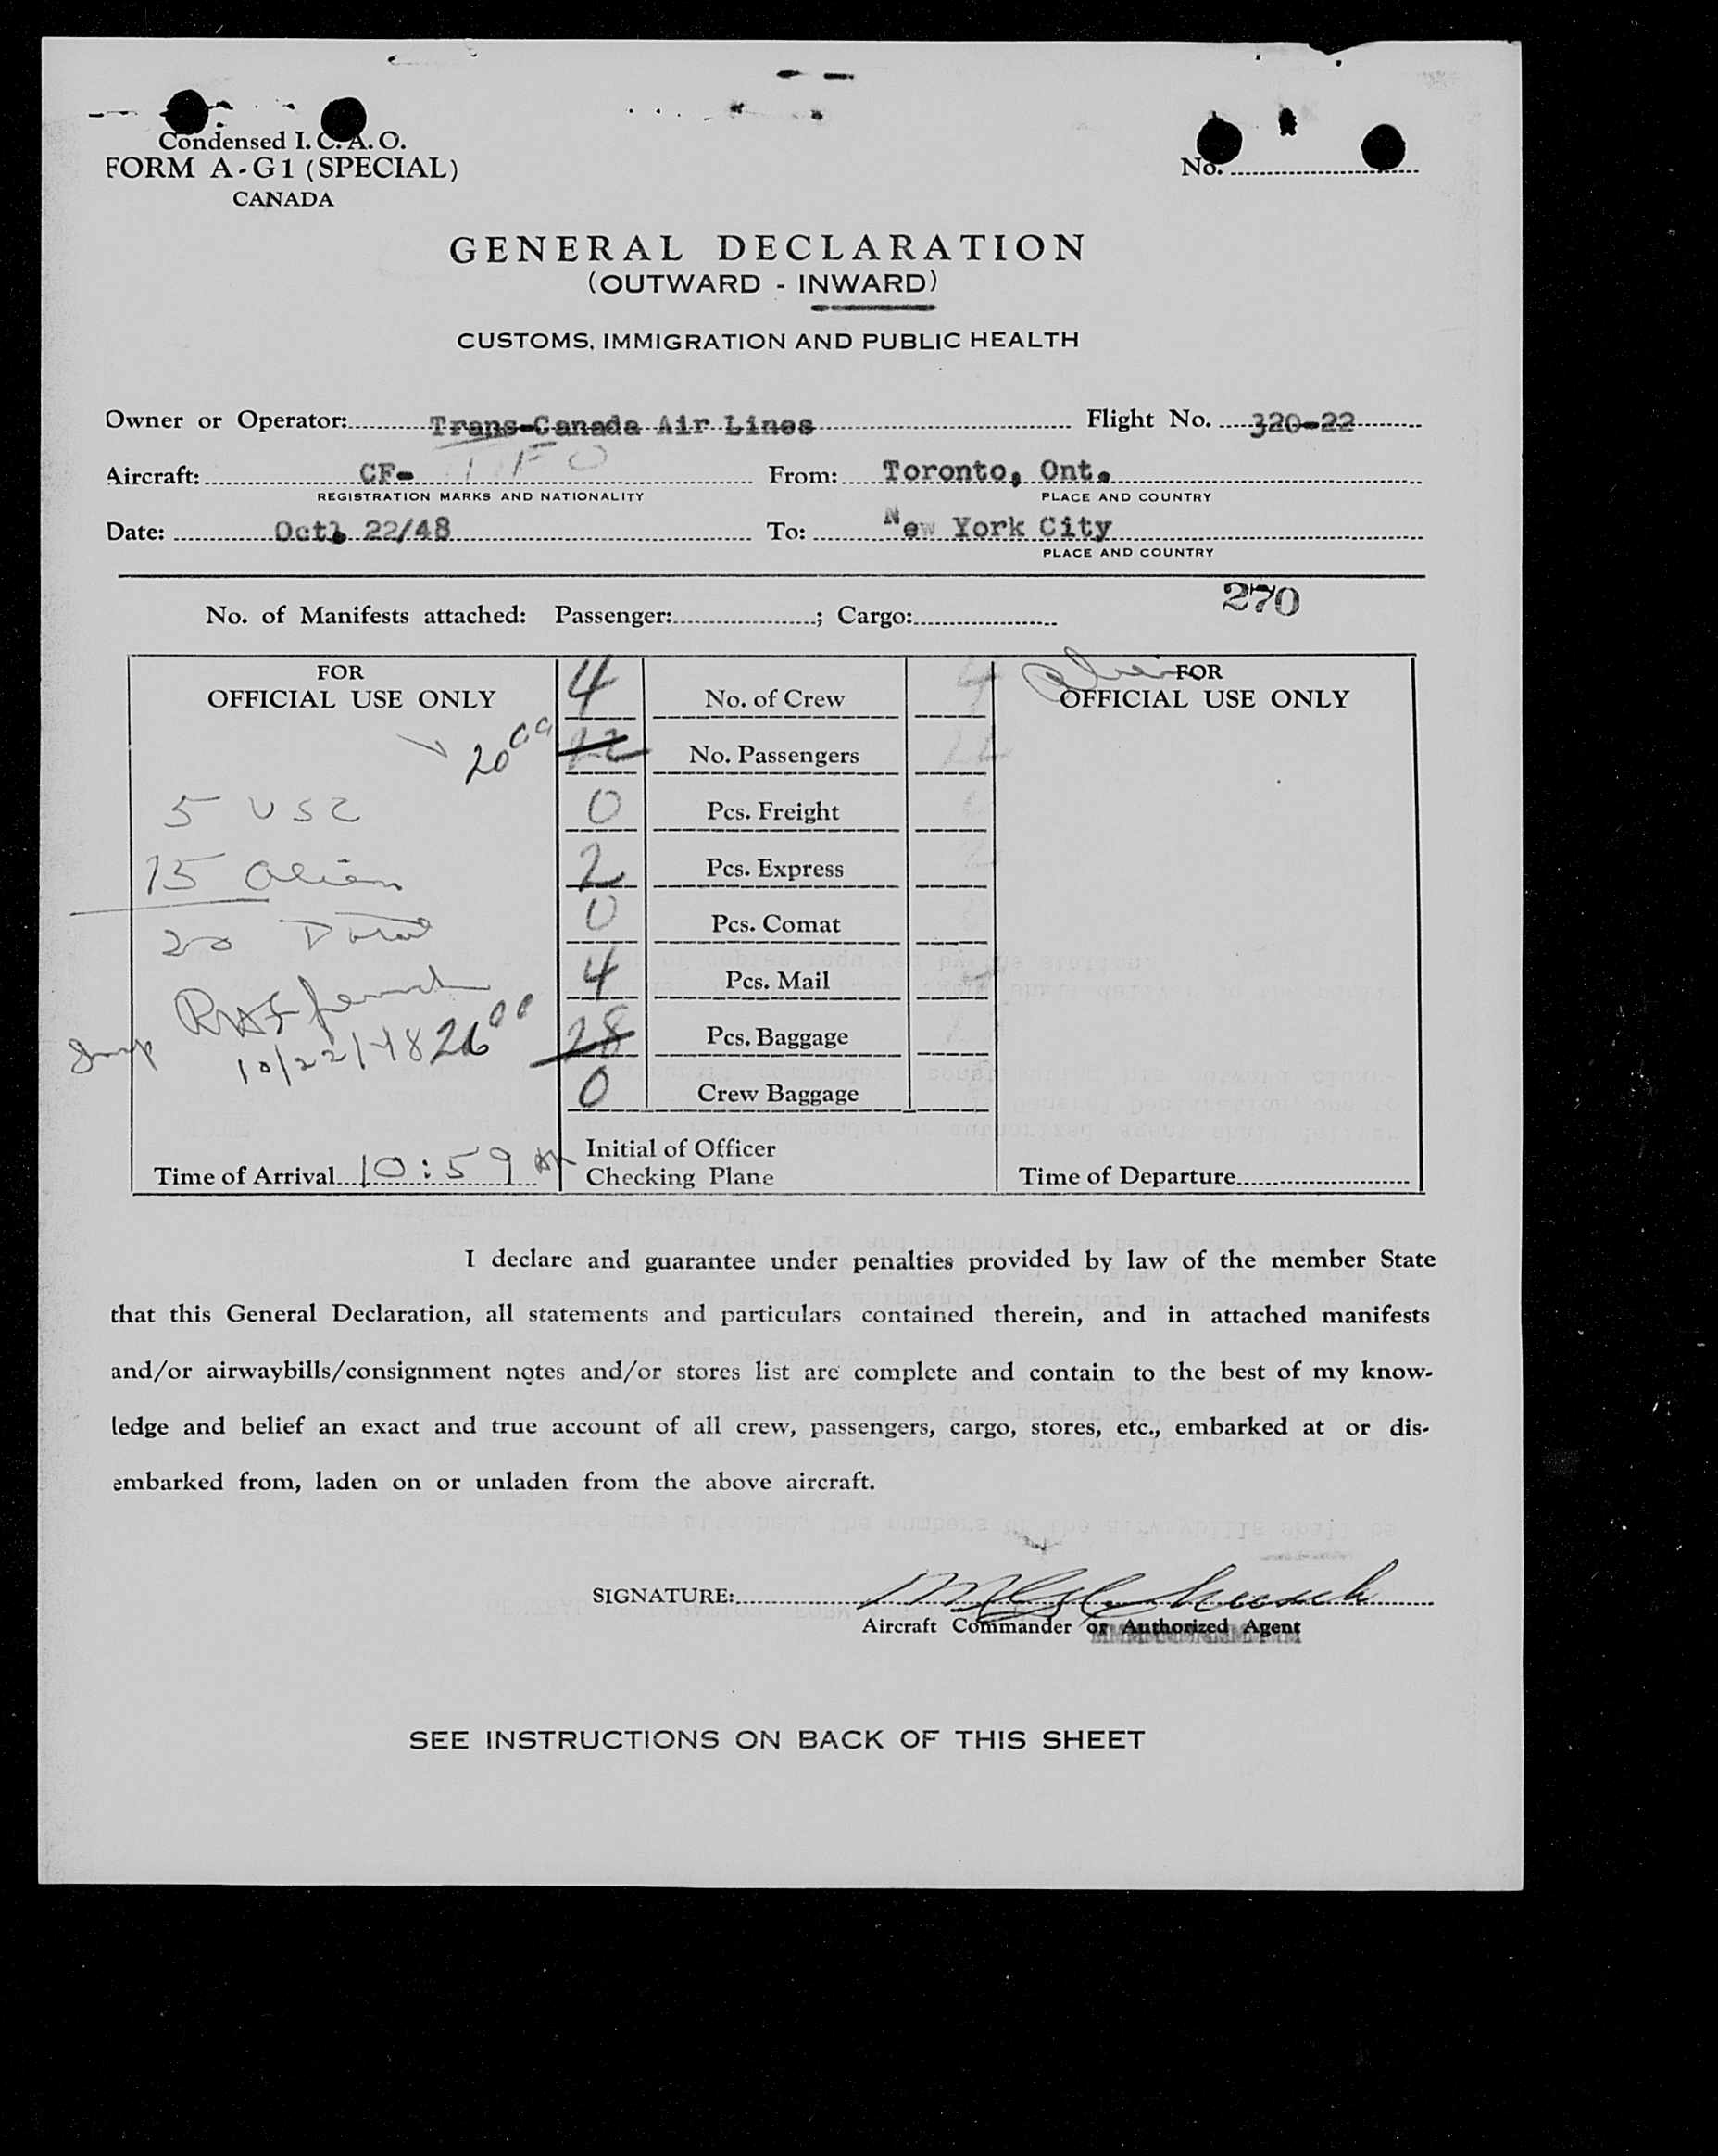 Condensed I. C. A. O.
FORM A-G1 (SPECIAL)
CANADA
No.
GENERAL DECLARATION
(OUTWARD - INWARD)
CUSTOMS, IMMIGRATION AND PUBLIC HEALTH
Owner or Operator: Trans-Canada Air Lines Flight No. 320-22
Aircraft: CF- TFO From: Toronto, Ont.
REGISTRATION MARKS AND NATIONALITY PLACE AND COUNTRY
Date: Oct. 22/48 To: New York City
PLACE AND COUNTRY
270
No. of Manifests attached: Passenger: ; Cargo:
FOR
OFFICIAL USE ONLY
20
5 USC
15 alien
20 Total
10/22/48 26
Time of Arrival 10:59 AM
4 No. of Crew 4
22 No. Passengers 22
0 Pcs. Freight
2 Pcs. Express 2
0 Pcs. Comat
4 Pcs. Mail
28 Pcs. Baggage
0 Crew Baggage
Initial of Officer
Checking Plane
FOR
OFFICIAL USE ONLY
Time of Departure
I declare and guarantee under penalties provided by law of the member State
that this General Declaration, all statements and particulars contained therein, and in attached manifests
and/or airwaybills/consignment notes and/or stores list are complete and contain to the best of my know-
ledge and belief an exact and true account of all crew, passengers, cargo, stores, etc., embarked at or dis-
embarked from, laden on or unladen from the above aircraft.
SIGNATURE:
Aircraft Commander or Authorized Agent
SEE INSTRUCTIONS ON BACK OF THIS SHEET